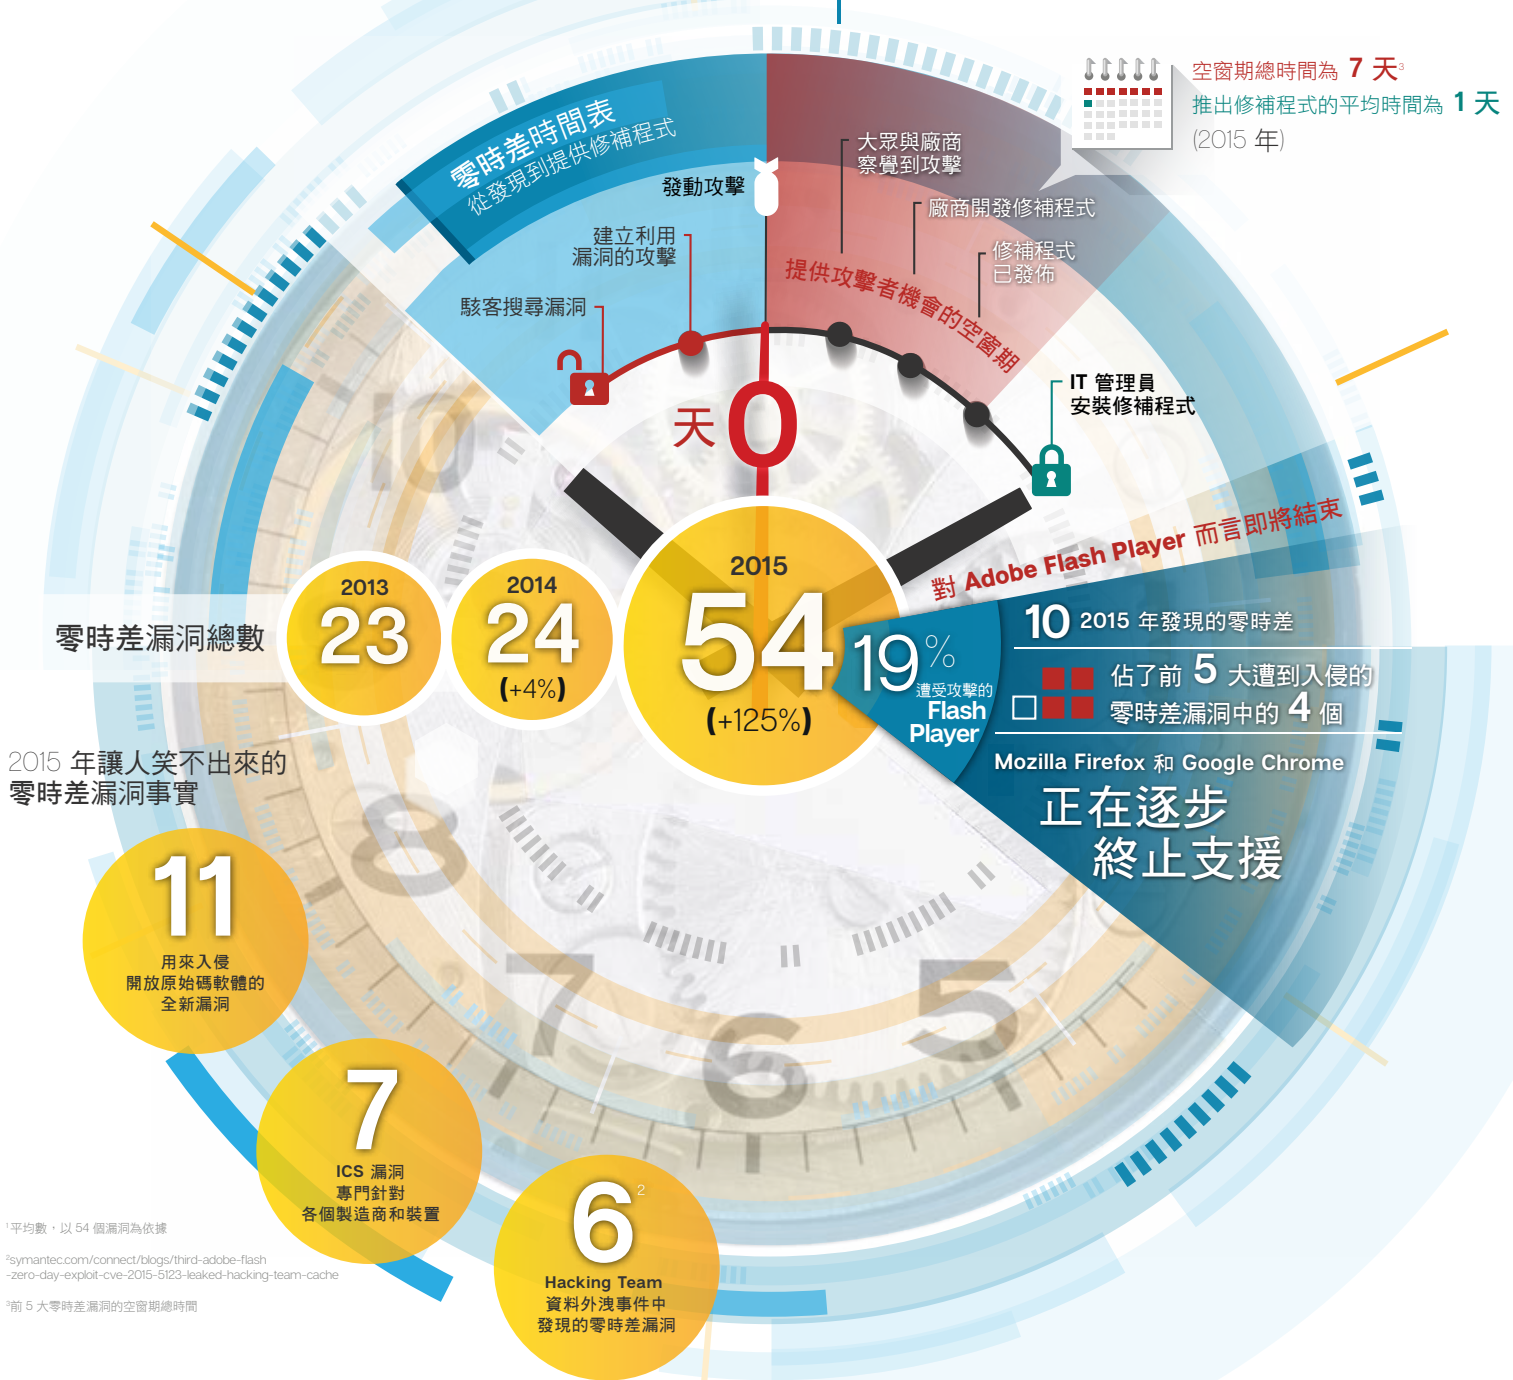 空窗期總時間為 7 天3
推出修補程式的平均時間為 1 天
(2015 年)
零時差時間表
從發現到提供修補程式
發動攻擊
建立利用
漏洞的攻擊
駭客搜尋漏洞
大眾與廠商
察覺到攻擊
廠商開發修補程式
修補程式
已發佈
提供攻擊者機會的空窗期
IT 管理員
安裝修補程式
天 0
10
對 Adobe Flash Player 而言即將結束
零時差漏洞總數
2013
23
2014
24
(+4%)
2015
54
(+125%)
19%
遭受攻擊的
Flash
Player
10 2015 年發現的零時差
佔了前 5 大遭到入侵的
零時差漏洞中的 4 個
Mozilla Firefox 和 Google Chrome
正在逐步
終止支援
2015 年讓人笑不出來的
零時差漏洞事實
8
7
6
5
11
用來入侵
開放原始碼軟體的
全新漏洞
7
ICS 漏洞
專門針對
各個製造商和裝置
6 2
Hacking Team
資料外洩事件中
發現的零時差漏洞
1平均數，以 54 個漏洞為依據
2symantec.com/connect/blogs/third-adobe-flash
-zero-day-exploit-cve-2015-5123-leaked-hacking-team-cache
3前 5 大零時差漏洞的空窗期總時間